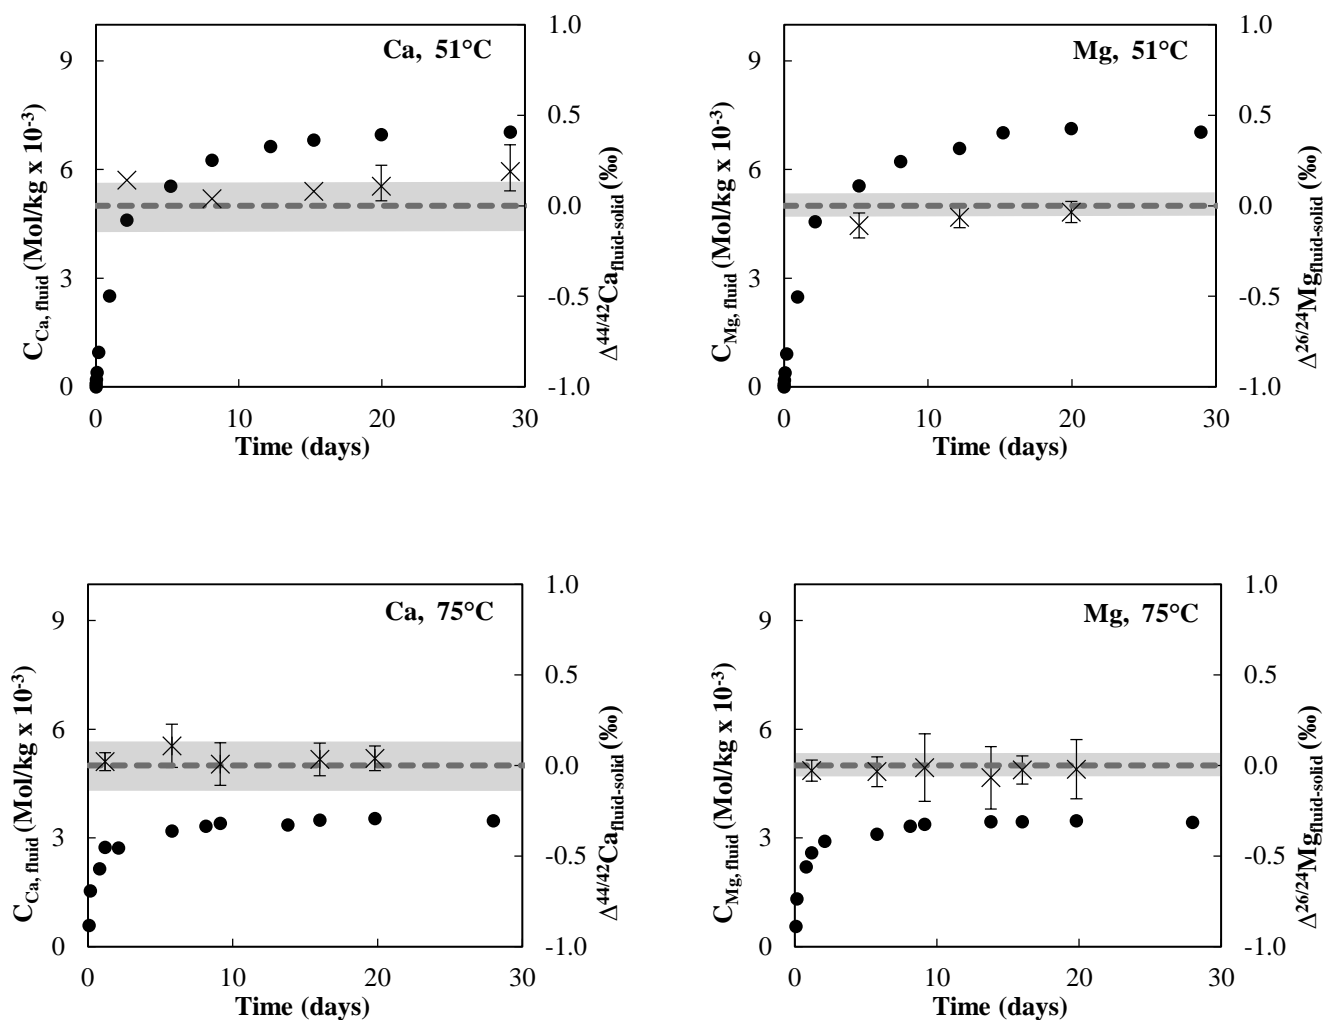 Ca, 51°C
C_Ca, fluid (Mol/kg x 10^-3)
9
6
3
0
1.0
0.5
0.0
-0.5
-1.0
Δ^44/42Ca_fluid-solid (‰)
0 10 20 30
Time (days)
Mg, 51°C
C_Mg, fluid (Mol/kg x 10^-3)
9
6
3
0
1.0
0.5
0.0
-0.5
-1.0
Δ^26/24Mg_fluid-solid (‰)
0 10 20 30
Time (days)
Ca, 75°C
C_Ca, fluid (Mol/kg x 10^-3)
9
6
3
0
1.0
0.5
0.0
-0.5
-1.0
Δ^44/42Ca_fluid-solid (‰)
0 10 20 30
Time (days)
Mg, 75°C
C_Mg, fluid (Mol/kg x 10^-3)
9
6
3
0
1.0
0.5
0.0
-0.5
-1.0
Δ^26/24Mg_fluid-solid (‰)
0 10 20 30
Time (days)